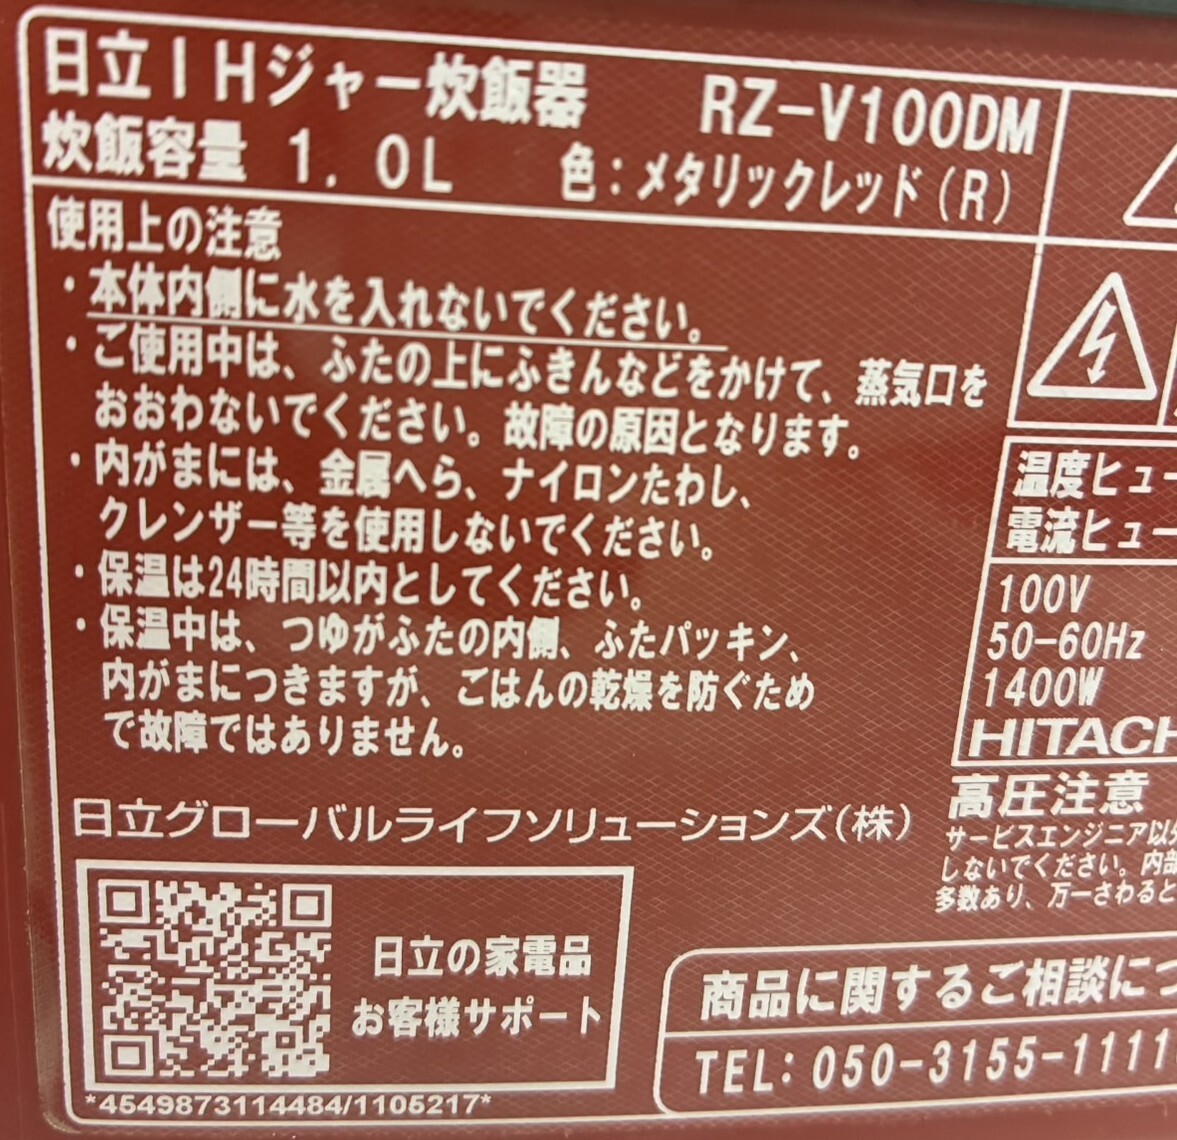 日立IHジャー炊飯器 RZ-V100DM
炊飯容量 1.0L 色:メタリックレッド(R)
使用上の注意
・本体内側に水を入れないでください。
・ご使用中は、ふたの上にふきんなどをかけて、蒸気口を
おおわないでください。故障の原因となります。
・内がまには、金属へら、ナイロンたわし、
クレンザー等を使用しないでください。
・保温は24時間以内としてください。
・保温中は、つゆがふたの内側、ふたパッキン、
内がまにつきますが、ごはんの乾燥を防ぐため
で故障ではありません。
日立グローバルライフソリューションズ(株)
日立の家電品
お客様サポート
*4549873114484/1105217*
温度ヒュー
電流ヒュー
100V
50-60Hz
1400W
HITACH
高圧注意
サービスエンジニア以外
しないでください。内部
多数あり、万一さわると
商品に関するご相談につ
TEL:050-3155-1111